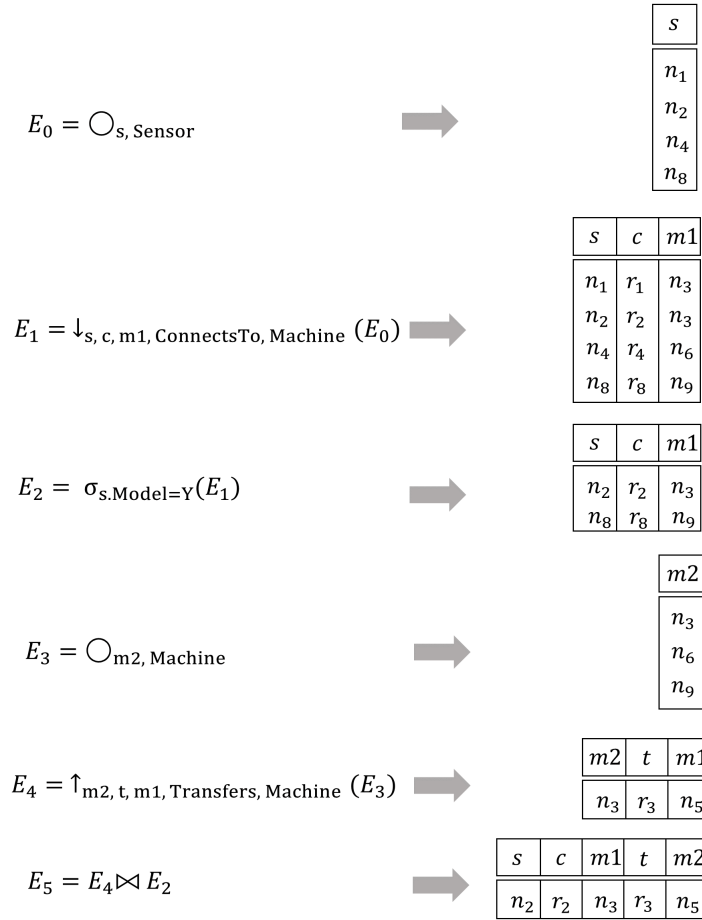 s
E₀ = ◯ s, Sensor
n₁
n₂
n₄
n₈
s c m1
E₁ = ↓ s, c, m1, ConnectsTo, Machine (E₀)
n₁ r₁ n₃
n₂ r₂ n₃
n₄ r₄ n₆
n₈ r₈ n₉
s c m1
E₂ = σ s.Model=Y(E₁)
n₂ r₂ n₃
n₈ r₈ n₉
m2
E₃ = ◯ m2, Machine
n₃
n₆
n₉
m2 t m1
E₄ = ↑ m2, t, m1, Transfers, Machine (E₃)
n₃ r₃ n₅
s c m1 t m2
E₅ = E₄⋈ E₂
n₂ r₂ n₃ r₃ n₅